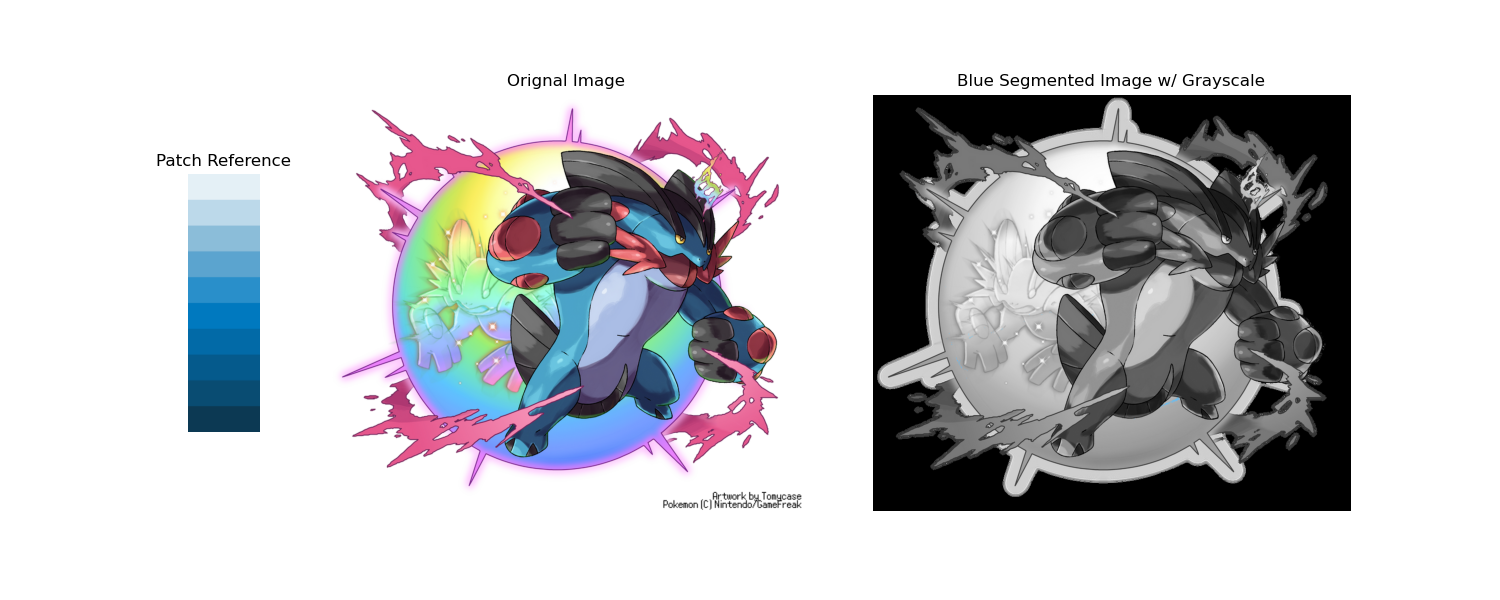 Patch Reference
Orignal Image
Blue Segmented Image w/ Grayscale
Artwork by Tomycase
Pokemon (C) Nintendo/GameFreak